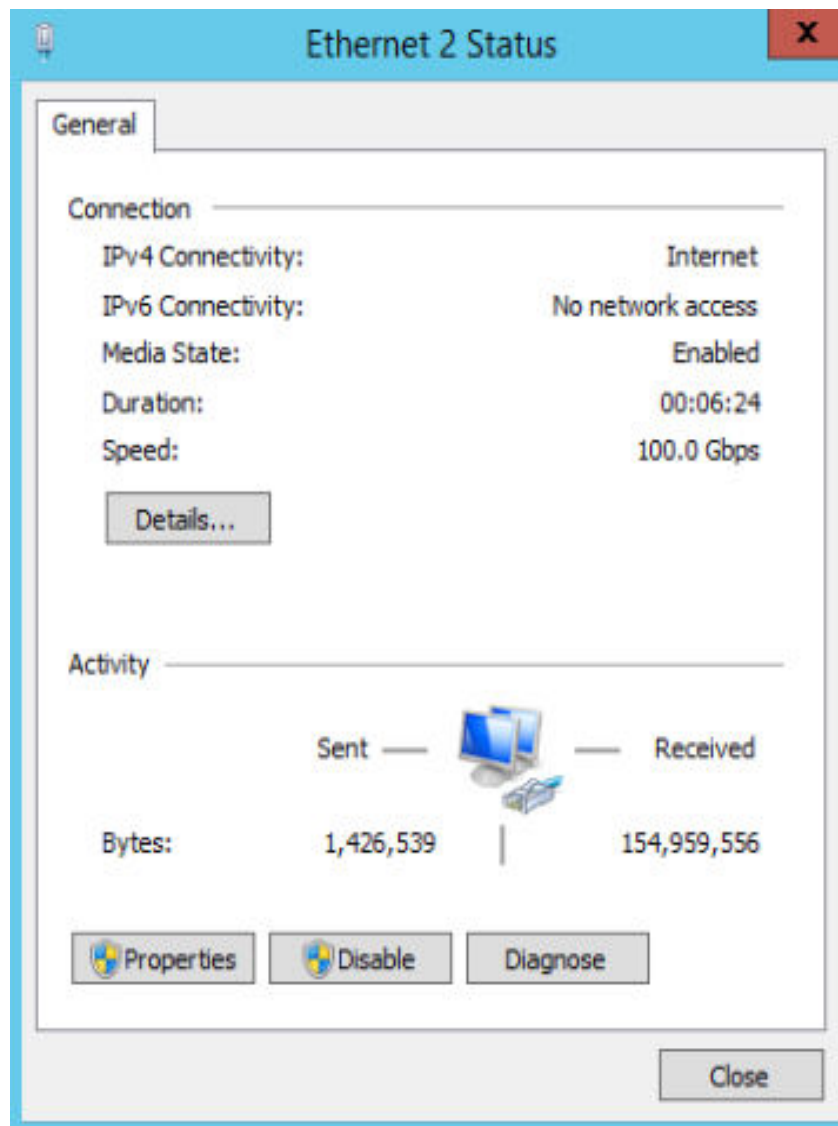 Ethernet 2 Status
X
General
Connection
IPv4 Connectivity: Internet
IPv6 Connectivity: No network access
Media State: Enabled
Duration: 00:06:24
Speed: 100.0 Gbps
Details...
Activity
Sent Received
Bytes: 1,426,539 154,959,556
Properties Disable Diagnose
Close